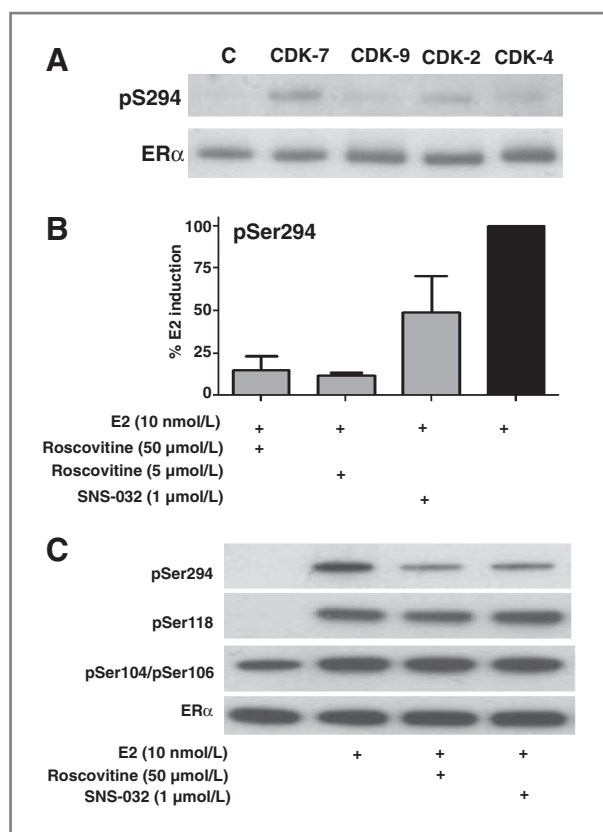 A
C CDK-7 CDK-9 CDK-2 CDK-4
pS294
ERα
B
pSer294
% E2 induction
100
75
50
25
0
E2 (10 nmol/L) + + + +
Roscovitine (50 µmol/L) +
Roscovitine (5 µmol/L) +
SNS-032 (1 µmol/L) +
C
pSer294
pSer118
pSer104/pSer106
ERα
E2 (10 nmol/L) + + +
Roscovitine (50 µmol/L) +
SNS-032 (1 µmol/L) +